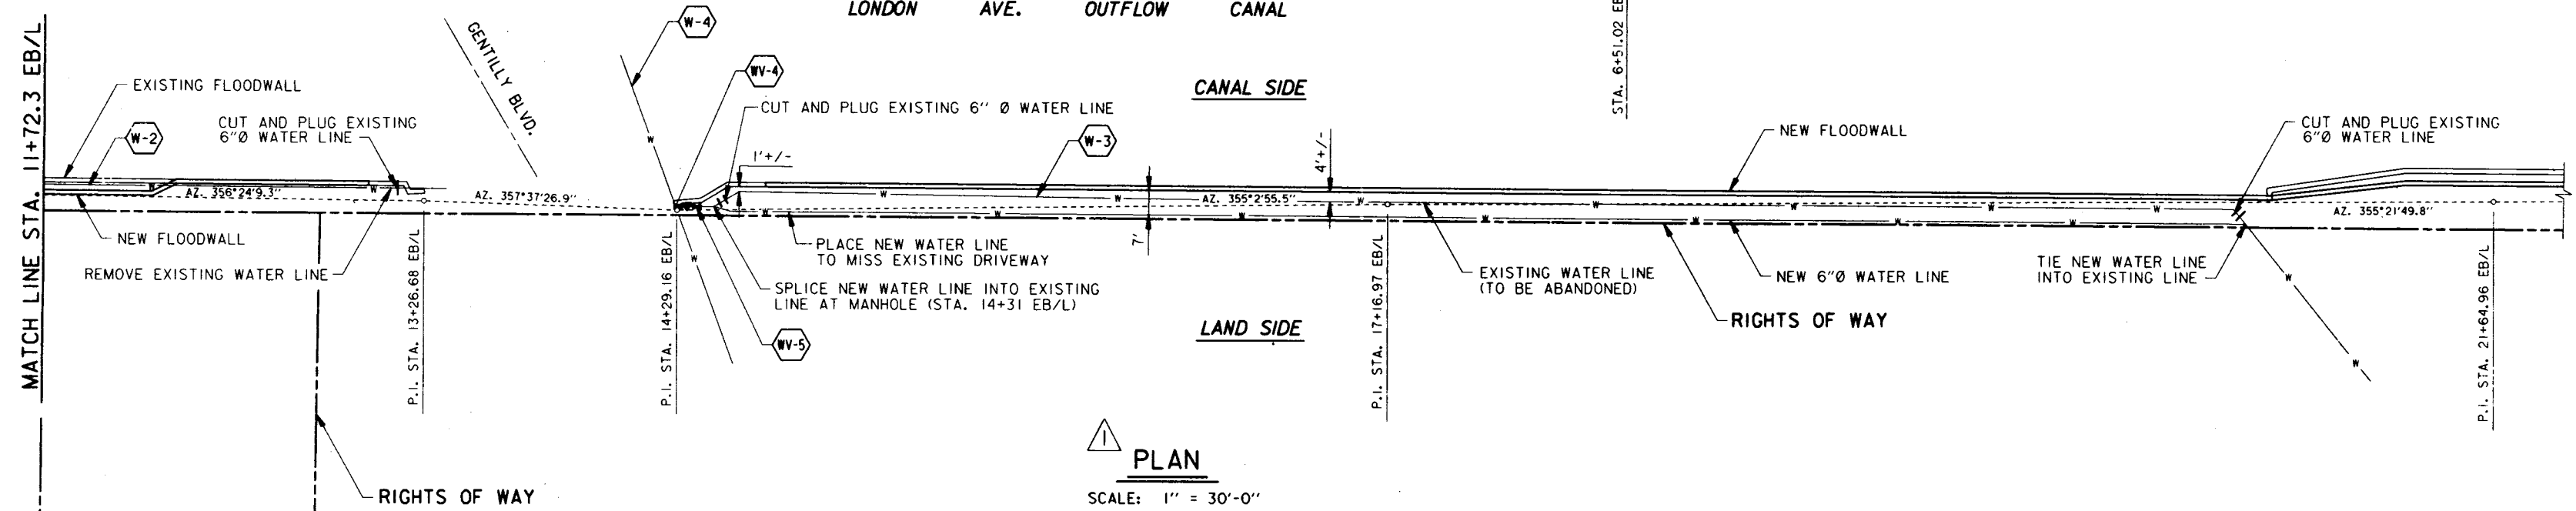 LONDON AVE. OUTFLOW CANAL
MATCH LINE STA. 11+72.3 EB/L
EXISTING FLOODWALL
W-2
CUT AND PLUG EXISTING
6"Ø WATER LINE
GENTILLY BLVD.
W-4
WV-4
CUT AND PLUG EXISTING 6" Ø WATER LINE
CANAL SIDE
STA. 6+51.02 EB
1'+/-
W-3
4'+/-
NEW FLOODWALL
CUT AND PLUG EXISTING
6"Ø WATER LINE
W
W
W
W
W
W
W
W
W
W
AZ. 356°24'9.3"
AZ. 357°37'26.9"
AZ. 355°2'55.5"
AZ. 355°21'49.8"
W
W
W
W
W
W
W
W
W
W
7'
NEW FLOODWALL
REMOVE EXISTING WATER LINE
P.I. STA. 13+26.68 EB/L
P.I. STA. 14+29.16 EB/L
PLACE NEW WATER LINE
TO MISS EXISTING DRIVEWAY
SPLICE NEW WATER LINE INTO EXISTING
LINE AT MANHOLE (STA. 14+31 EB/L)
WV-5
LAND SIDE
P.I. STA. 17+16.97 EB/L
EXISTING WATER LINE
(TO BE ABANDONED)
RIGHTS OF WAY
NEW 6"Ø WATER LINE
TIE NEW WATER LINE
INTO EXISTING LINE
W
P.I. STA. 21+64.96 EB/L
RIGHTS OF WAY
1
PLAN
SCALE: 1" = 30'-0"